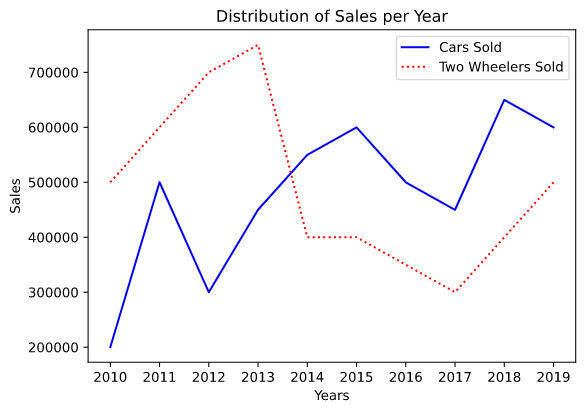 Distribution of Sales per Year
Cars Sold
Two Wheelers Sold
700000
600000
500000
400000
300000
200000
Sales
2010 2011 2012 2013 2014 2015 2016 2017 2018 2019
Years